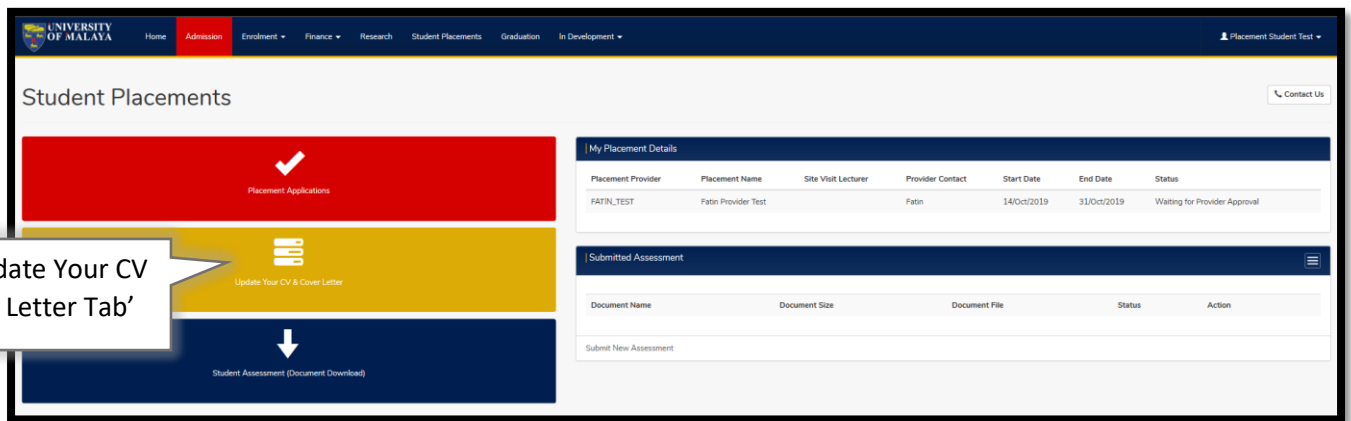 UNIVERSITY
OF MALAYA
Home Admission Enrolment Finance Research Student Placements Graduation In Development Placement Student Test
Student Placements
Contact Us
Placement Applications
Update Your CV & Cover Letter
Student Assessment (Document Download)
date Your CV
Letter Tab’
My Placement Details
Placement Provider Placement Name Site Visit Lecturer Provider Contact Start Date End Date Status
FATIN_TEST Fatin Provider Test Fatin 14/Oct/2019 31/Oct/2019 Waiting for Provider Approval
Submitted Assessment
Document Name Document Size Document File Status Action
Submit New Assessment